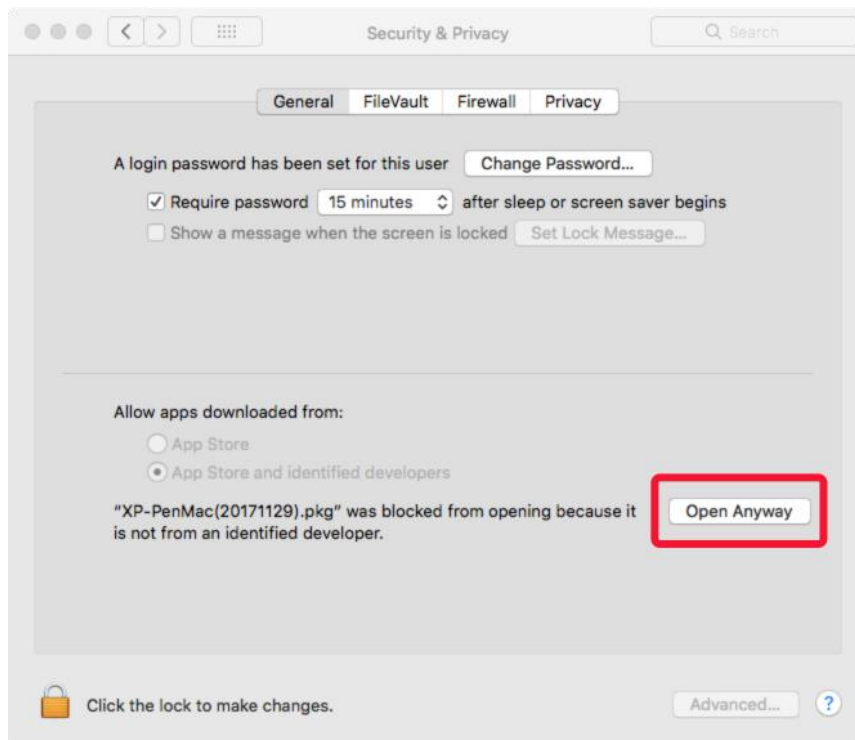 Security & Privacy
Search
General FileVault Firewall Privacy
A login password has been set for this user Change Password...
Require password 15 minutes after sleep or screen saver begins
Show a message when the screen is locked Set Lock Message...
Allow apps downloaded from:
App Store
App Store and identified developers
“XP-PenMac(20171129).pkg” was blocked from opening because it
is not from an identified developer.
Open Anyway
Click the lock to make changes.
Advanced...
?